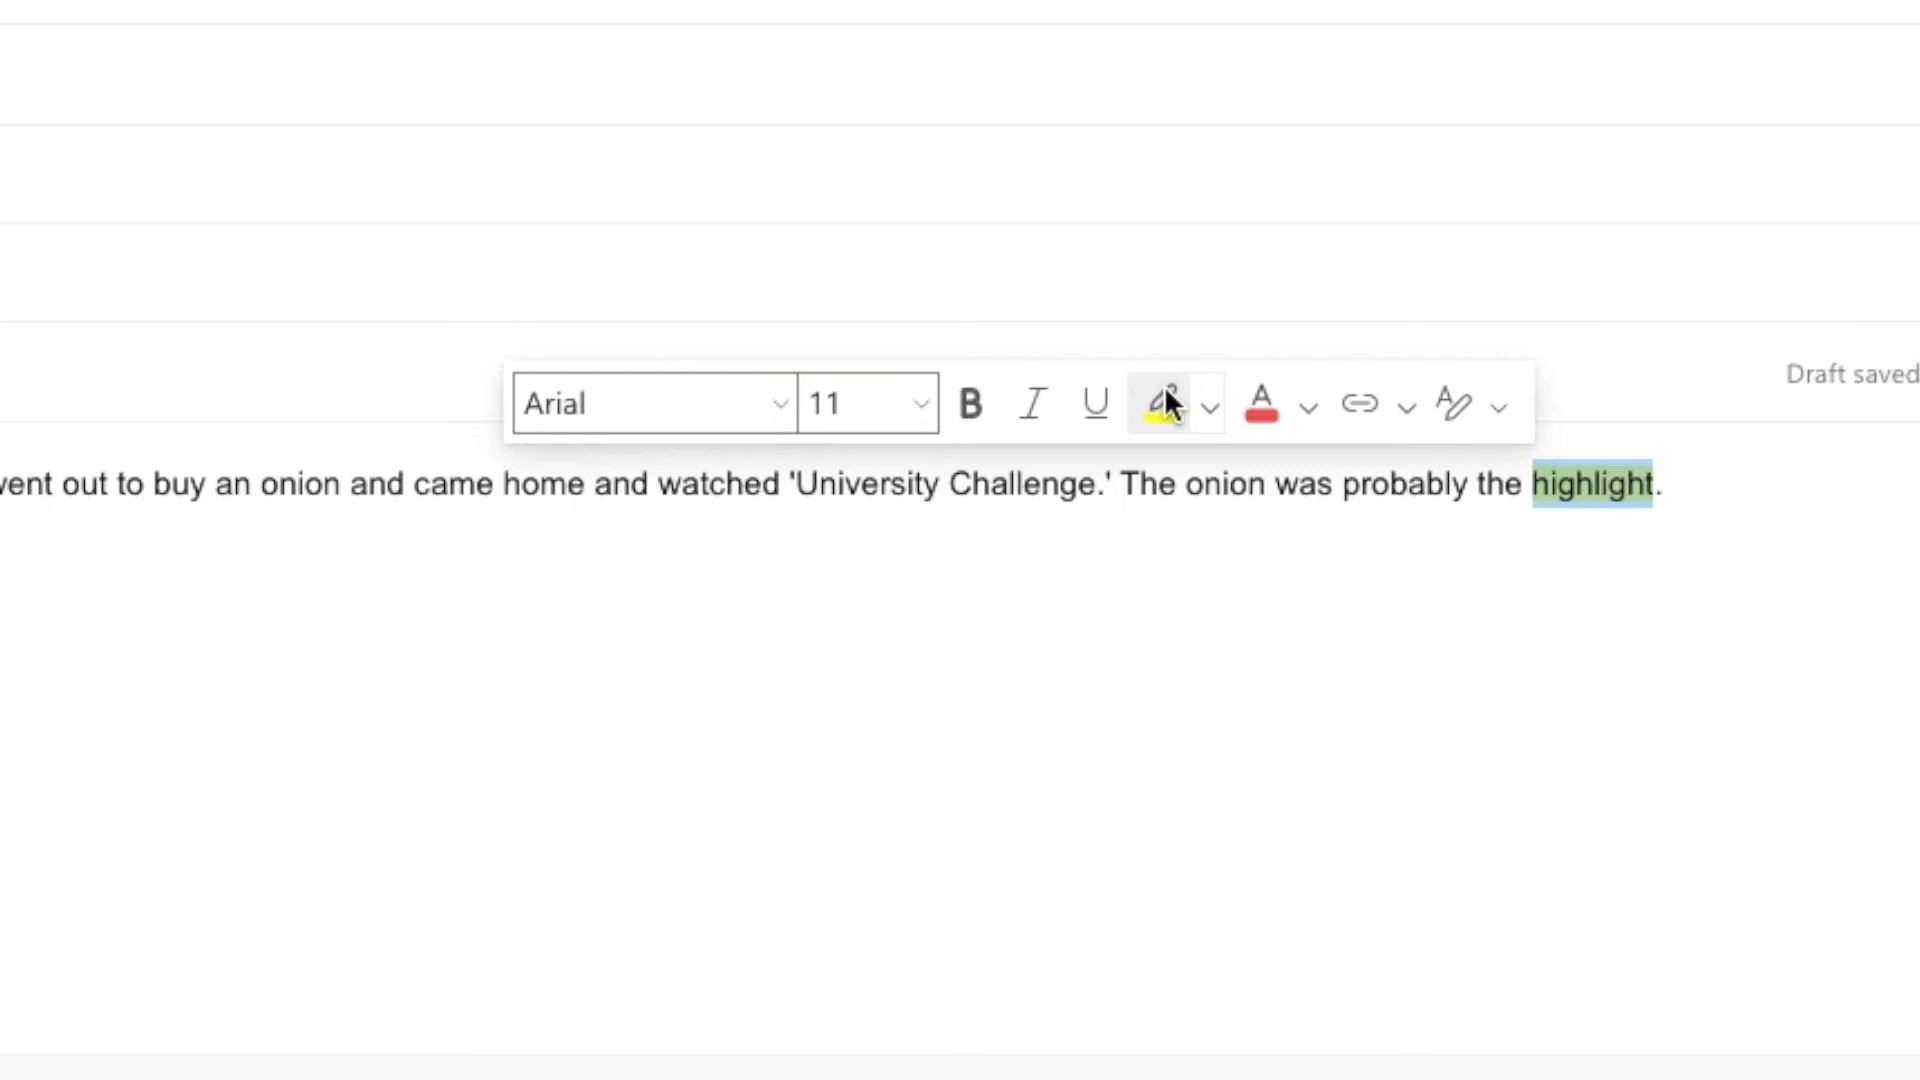 Draft saved
Arial 11 B I U A A
went out to buy an onion and came home and watched 'University Challenge.' The onion was probably the highlight.